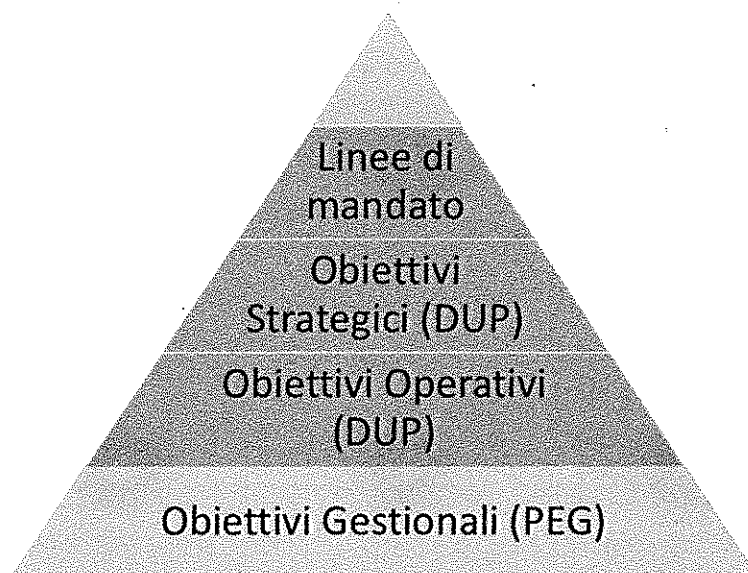 Linee di
mandato
Obiettivi
Strategici (DUP)
Obiettivi Operativi
(DUP)
Obiettivi Gestionali (PEG)